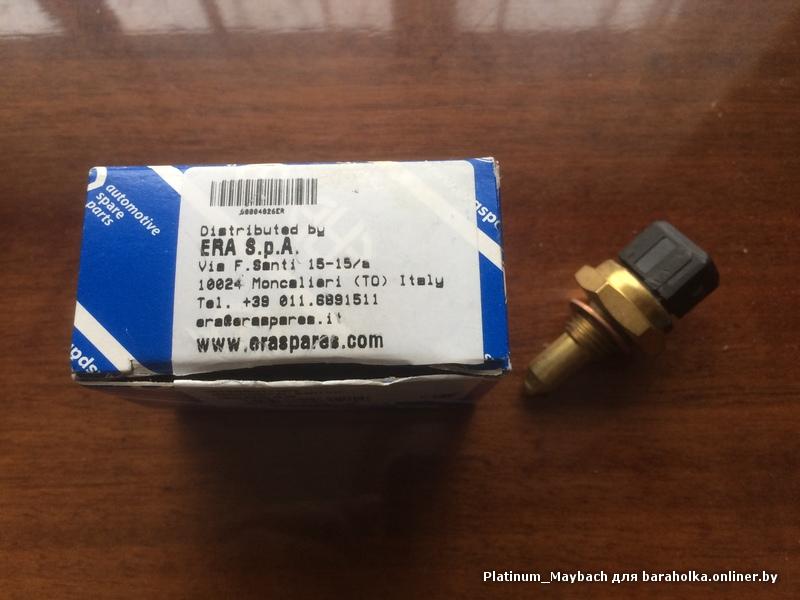 automotive
spare
parts
Distributed by
ERA S.p.A.
Via F.Santi 15-15/a
10024 Moncalieri (TO) Italy
Tel. +39 011.6891511
era@eraspares.it
www.eraspares.com
Platinum_Maybach для baraholka.onliner.by